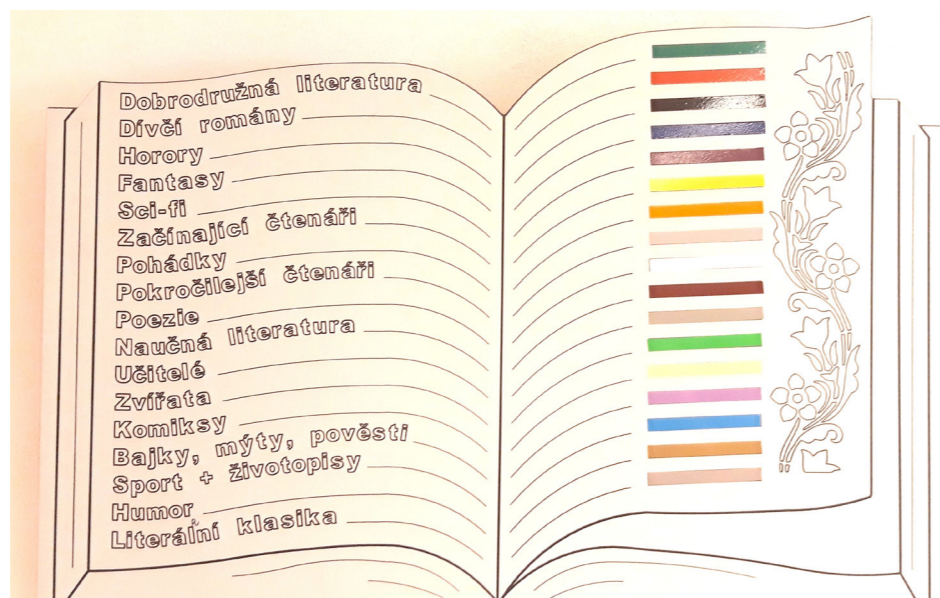 Dobrodružná literatura
Dívčí romány
Horory
Fantasy
Sci-fi
Začínající čtenáři
Pohádky
Pokročilejší čtenáři
Poezie
Naučná literatura
Učitelé
Zvířata
Komiksy
Bajky, mýty, pověsti
Sport + životopisy
Humor
Literální klasika